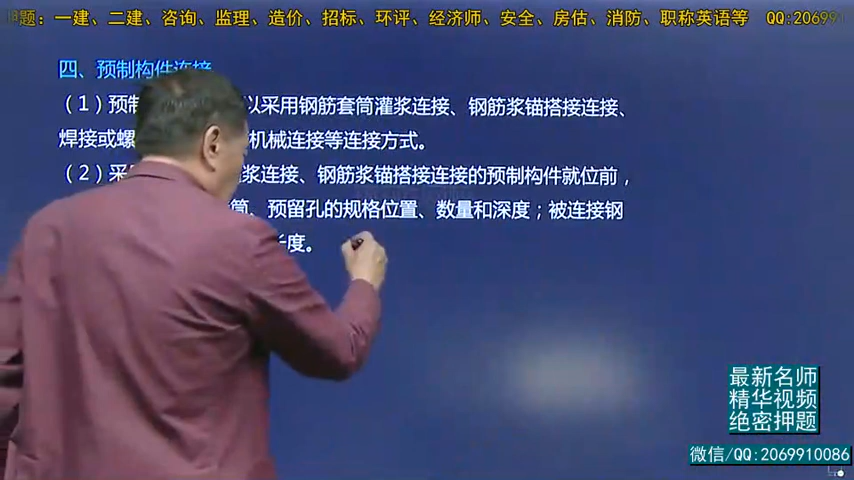 题：一建、二建、咨询、监理、造价、招标、环评、经济师、安全、房估、消防、职称英语等 QQ:20699
四、预制构件连接
（1）预制 以采用钢筋套筒灌浆连接、钢筋浆锚搭接连接、
焊接或螺 机械连接等连接方式。
（2）采 浆连接、钢筋浆锚搭接连接的预制构件就位前，
筒、预留孔的规格位置、数量和深度；被连接钢
长度。
最新名师
精华视频
绝密押题
微信/QQ:2069910086